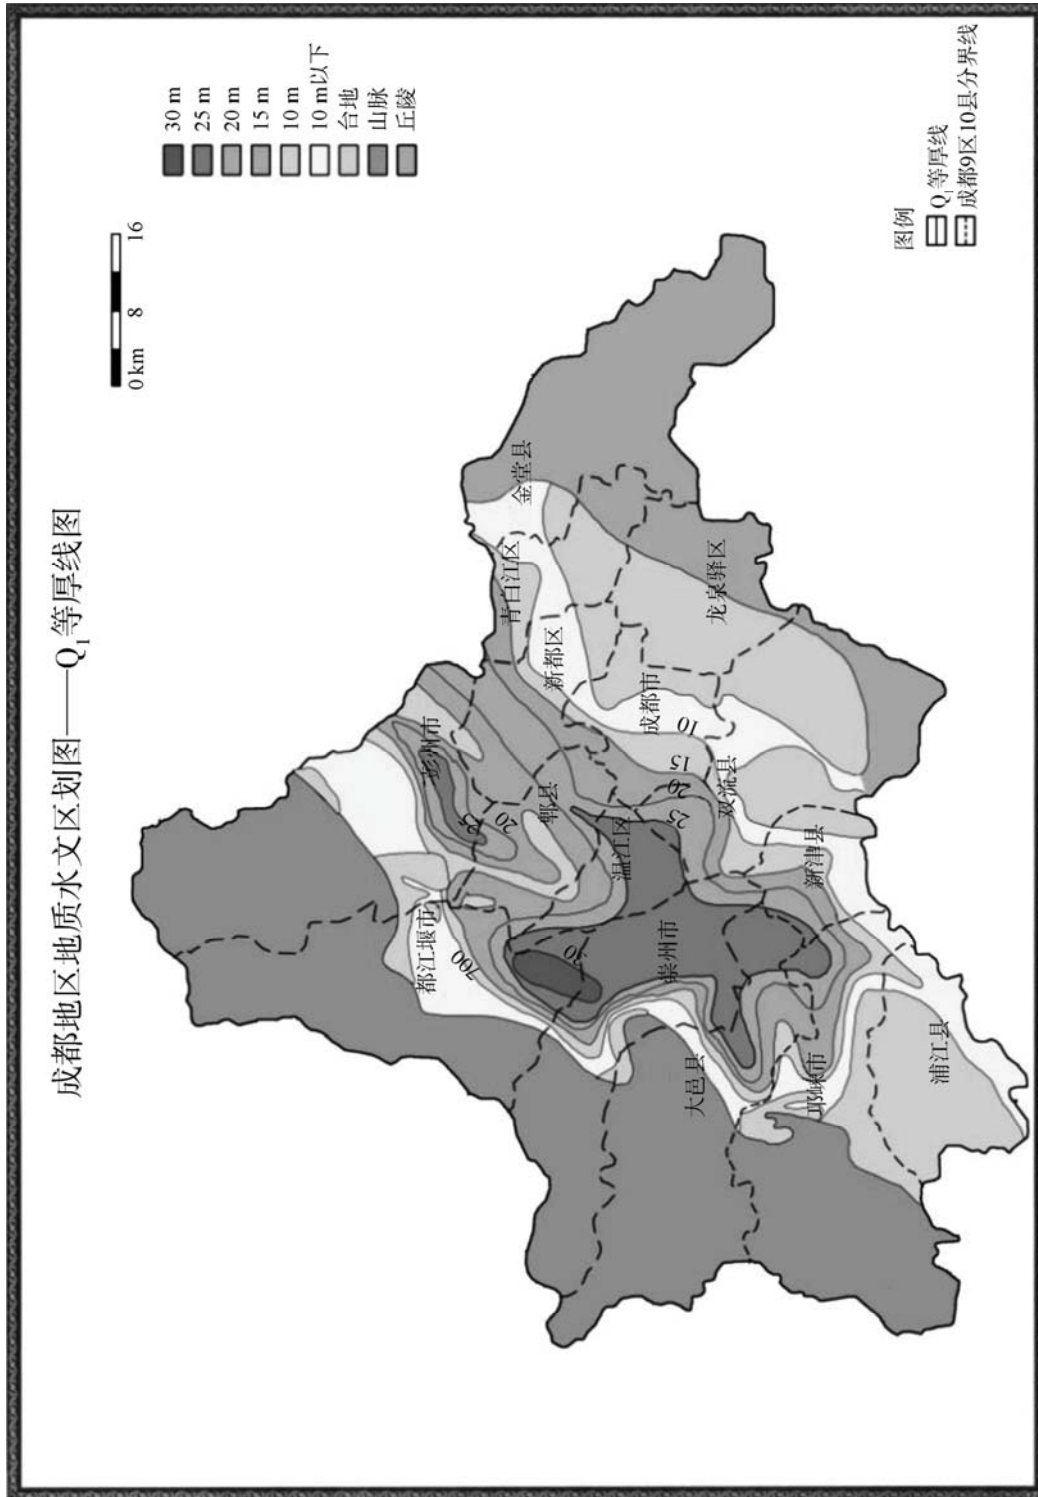 成都地区地质水文区划图——Q₁等厚线图
0 km 8 16
30 m
25 m
20 m
15 m
10 m
10 m以下
台地
山脉
丘陵
彭州市
都江堰市
青白江区
金堂县
新都区
郫县
温江区
成都市
崇州市
双流县
龙泉驿区
大邑县
新津县
邛崃市
浦江县
700
30
25
20
25
20
15
10
图例
Q₁等厚线
成都9区10县分界线